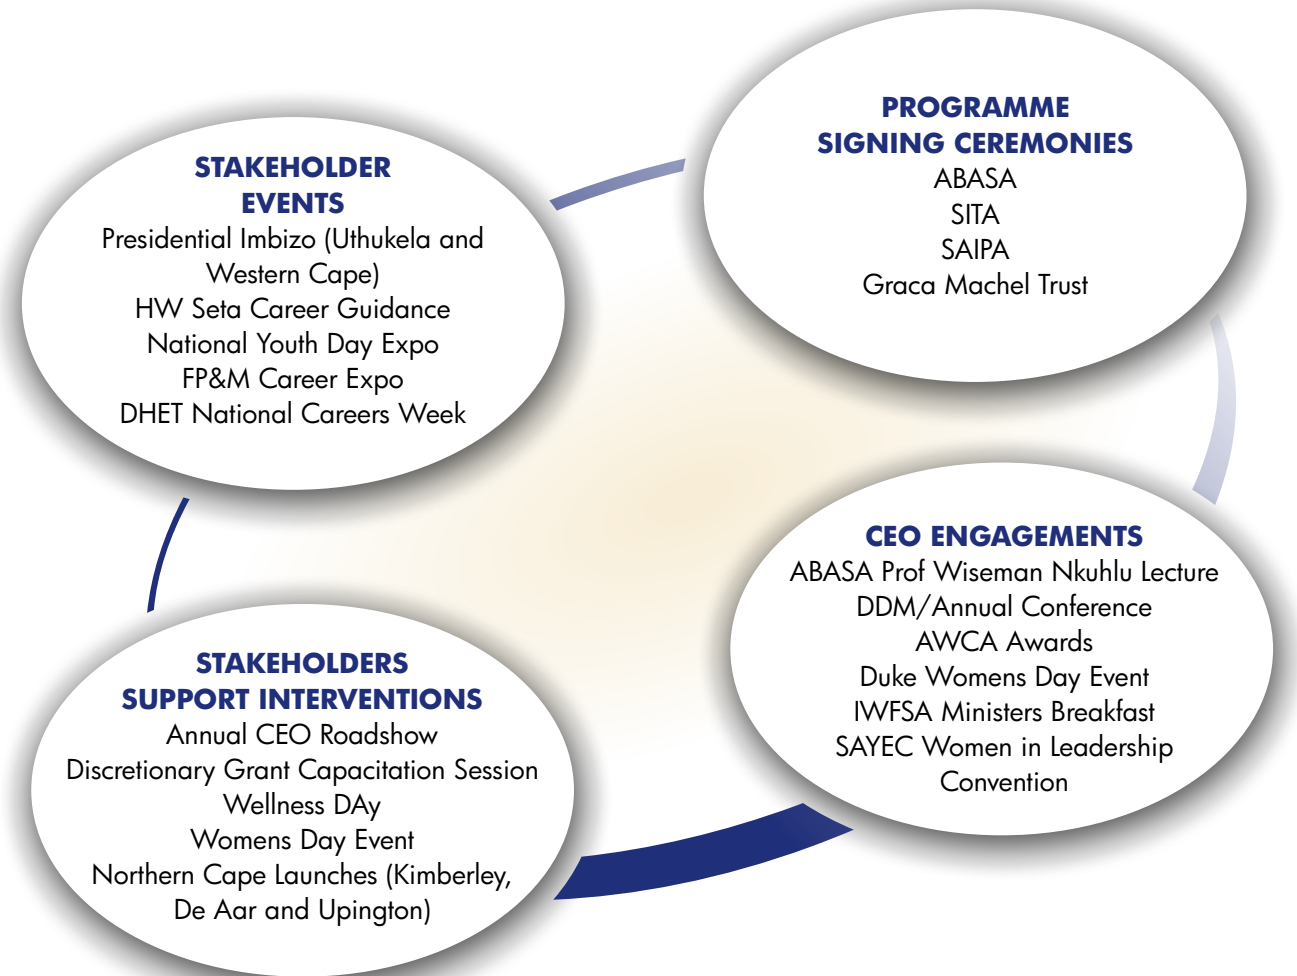 STAKEHOLDER
EVENTS
Presidential Imbizo (Uthukela and
Western Cape)
HW Seta Career Guidance
National Youth Day Expo
FP&M Career Expo
DHET National Careers Week
PROGRAMME
SIGNING CEREMONIES
ABASA
SITA
SAIPA
Graca Machel Trust
STAKEHOLDERS
SUPPORT INTERVENTIONS
Annual CEO Roadshow
Discretionary Grant Capacitation Session
Wellness DAy
Womens Day Event
Northern Cape Launches (Kimberley,
De Aar and Upington)
CEO ENGAGEMENTS
ABASA Prof Wiseman Nkuhlu Lecture
DDM/Annual Conference
AWCA Awards
Duke Womens Day Event
IWFSA Ministers Breakfast
SAYEC Women in Leadership
Convention